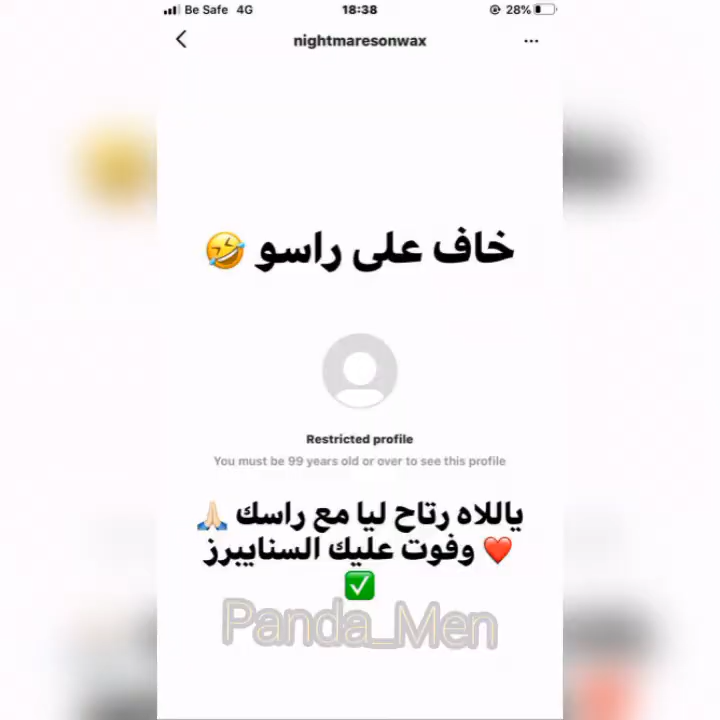 Be Safe 4G 18:38 28%
nightmaresonwax
خاف على راسو 🤣
Restricted profile
You must be 99 years old or over to see this profile
ياللاه رتاح ليا مع راسك 🙏🏻
❤️ وفوت عليك السنايبرز
✅
Panda_Men